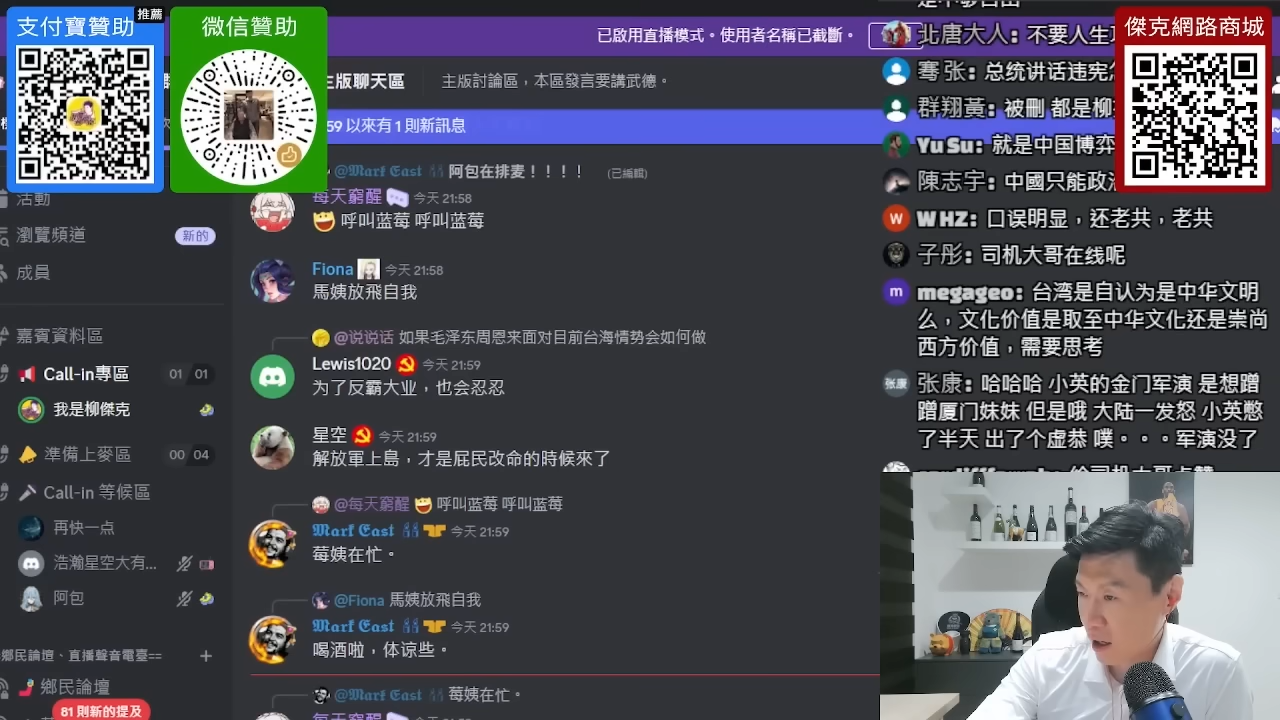 支付寶贊助
推薦
微信贊助
已啟用直播模式。使用者名稱已截斷。
傑克網路商城
主版聊天區
主版討論區,本區發言要講武德。
59 以來有 1 則新訊息
@Mark East 阿包在排麦!!!! (已編輯)
每天窮醒 今天 21:58
呼叫蓝莓 呼叫蓝莓
Fiona 今天 21:58
馬姨放飛自我
@说说话 如果毛泽东周恩来面对目前台海情势会如何做
Lewis1020 今天 21:59
为了反霸大业,也会忍忍
星空 今天 21:59
解放軍上島,才是屁民改命的時候來了
@每天窮醒 呼叫蓝莓 呼叫蓝莓
Mark East 今天 21:59
莓姨在忙。
@Fiona 馬姨放飛自我
Mark East 今天 21:59
喝酒啦,体谅些。
@Mark East 莓姨在忙。
每天窮醒
活動
瀏覽頻道 新的
成員
嘉賓資料區
Call-in專區 01 01
我是柳傑克
準備上麥區 00 04
Call-in 等候區
再快一点
浩瀚星空大有...
阿包
鄉民論壇、直播聲音電臺==
鄉民論壇
81 則新的提及
北唐大人: 不要人生
骞 张: 总统讲话违宪
群翔黃: 被刪 都是柳
Yu Su: 就是中国博弈
陳志宇: 中國只能政
W HZ: 口误明显,还老共,老共
子彤: 司机大哥在线呢
megageo: 台湾是自认为是中华文明
么,文化价值是取至中华文化还是崇尚
西方价值,需要思考
张康: 哈哈哈 小英的金门军演 是想蹭
蹭厦门妹妹 但是哦 大陆一发怒 小英憋
了半天 出了个虚恭 噗。。。军演没了